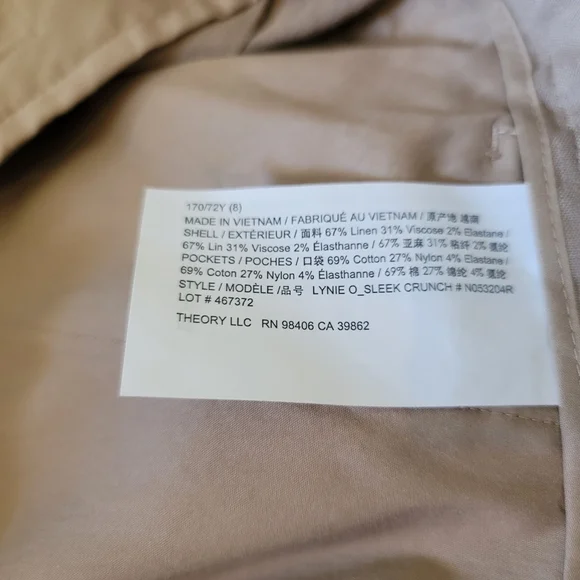 170/72Y (8)
MADE IN VIETNAM / FABRIQUÉ AU VIETNAM / 原产地 越南
SHELL / EXTÉRIEUR / 面料 67% Linen 31% Viscose 2% Elastane /
67% Lin 31% Viscose 2% Élasthanne / 67% 亚麻 31% 粘纤 2% 氨纶
POCKETS / POCHES / 口袋 69% Cotton 27% Nylon 4% Elastane /
69% Coton 27% Nylon 4% Élasthanne / 69% 棉 27% 锦纶 4% 氨纶
STYLE / MODÈLE /品号 LYNIE O_SLEEK CRUNCH # N053204R
LOT # 467372
THEORY LLC RN 98406 CA 39862